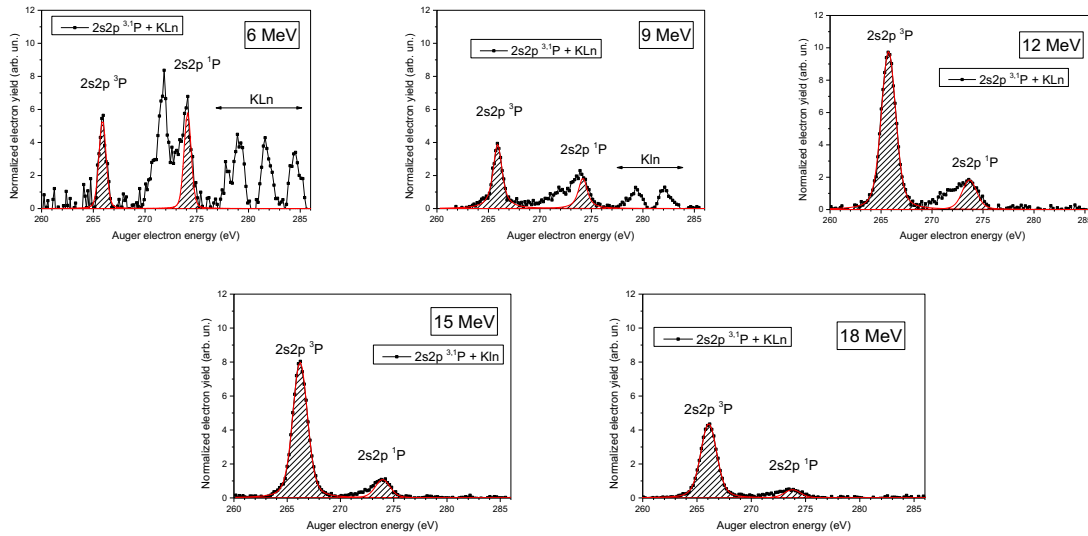 12
2s2p 3,1P + KLn
6 MeV
10
2s2p 1P
8
2s2p 3P
KLn
6
4
2
0
260 265 270 275 280 285
Normalized electron yield (arb. un.)
Auger electron energy (eV)
12
9 MeV
2s2p 3,1P + KLn
10
8
2s2p 3P
6
2s2p 1P
Kln
4
2
0
260 265 270 275 280 285
Normalized electron yield (arb. un.)
Auger electron energy (eV)
12
2s2p 3P
12 MeV
10
2s2p 3,1P + KLn
8
6
4
2s2p 1P
2
0
260 265 270 275 280 285
Normalized electron yield (arb. un.)
Auger electron energy (eV)
12
15 MeV
10
2s2p 3P
2s2p 3,1P + Kln
8
6
4
2s2p 1P
2
0
260 265 270 275 280 285
Normalized electron yield (arb. un.)
Auger electron energy (eV)
12
10
2s2p 3,1P + KLn
18 MeV
8
6
2s2p 3P
4
2
2s2p 1P
0
260 265 270 275 280 285
Normalized electron yield (arb. un.)
Auger electron energy (eV)